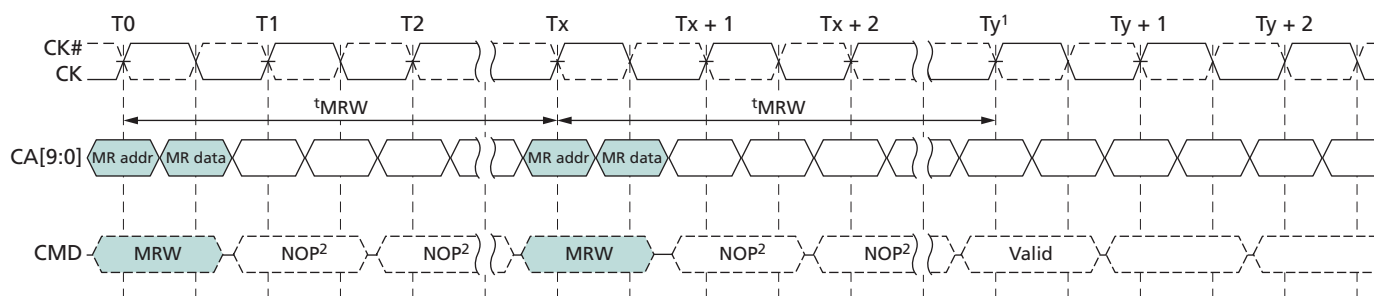 T0 T1 T2 Tx Tx + 1 Tx + 2 Ty¹ Ty + 1 Ty + 2
CK#
CK
ᵗMRW ᵗMRW
CA[9:0] MR addr MR data MR addr MR data
CMD MRW NOP² NOP² MRW NOP² NOP² Valid